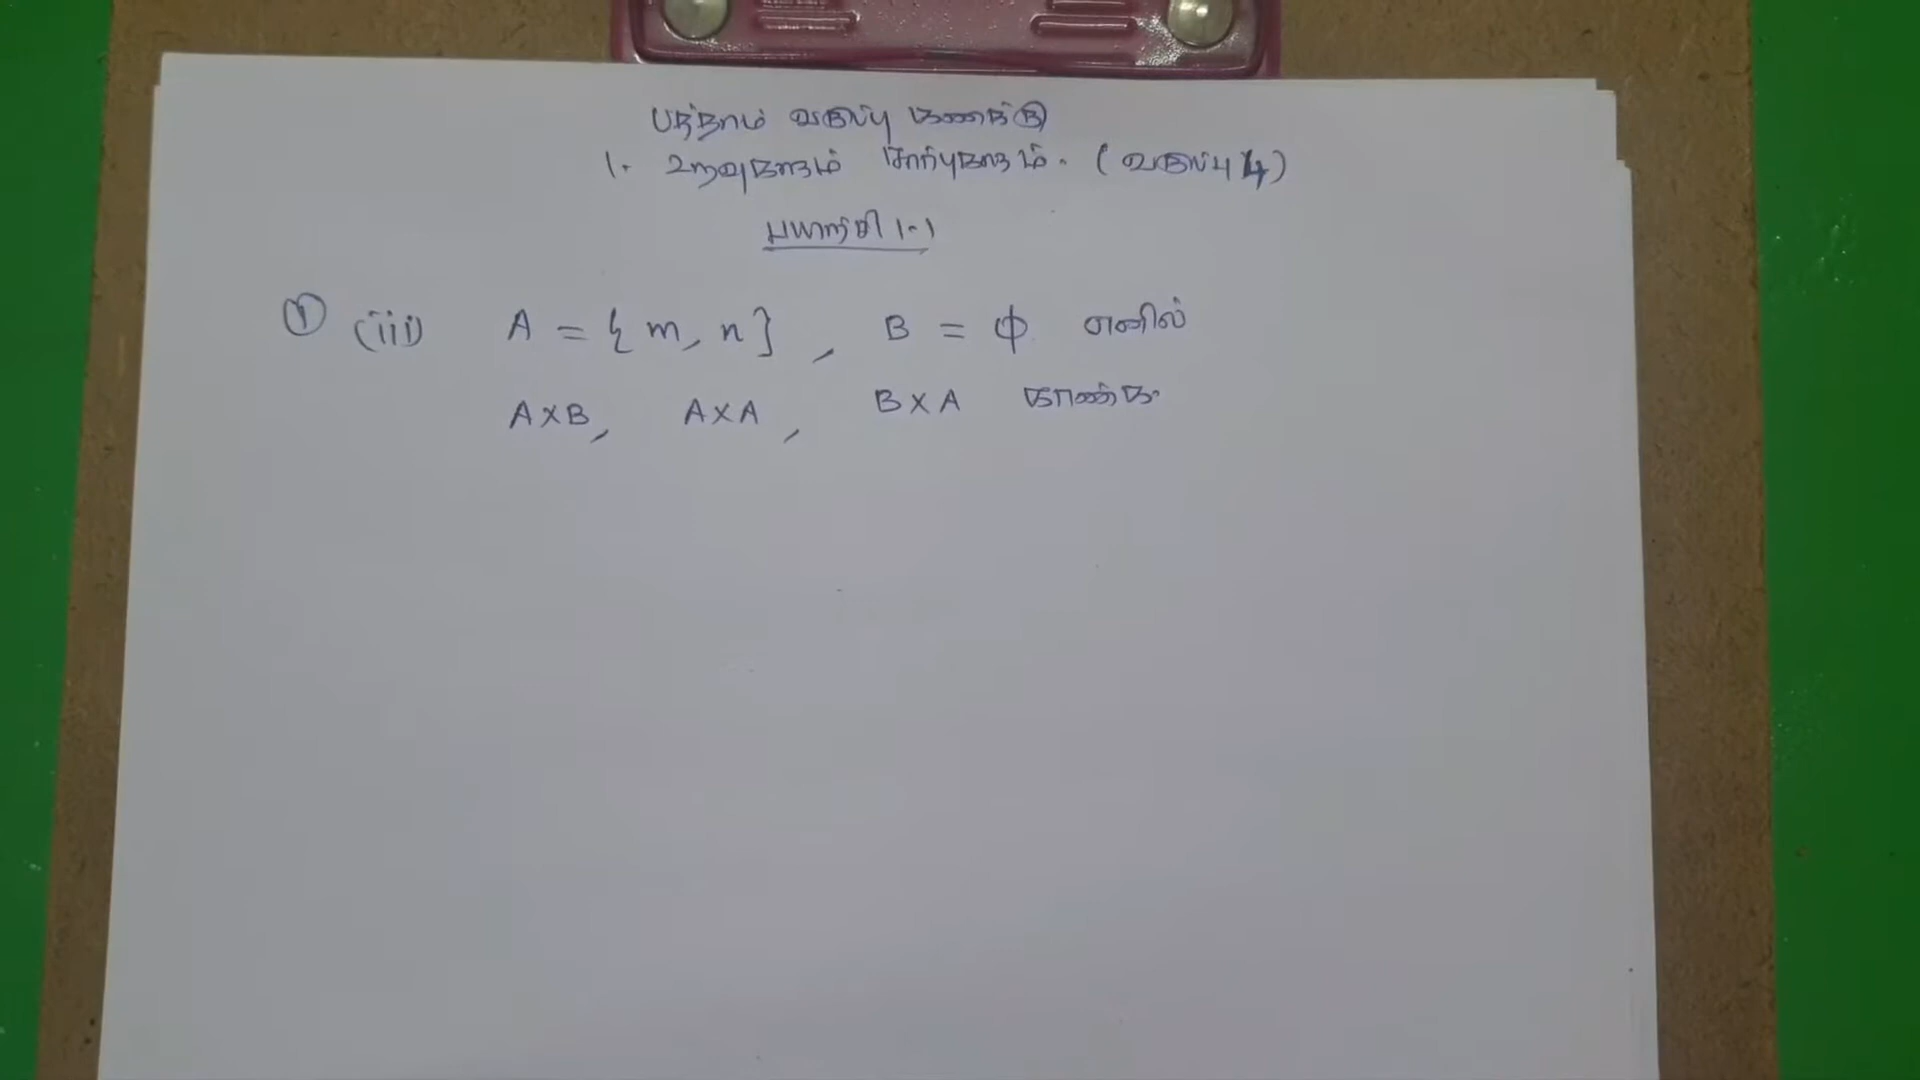 பத்தாம் வகுப்பு கணக்கு
1. உறவுகளும் சார்புகளும். (வகுப்பு 4)
பயிற்சி 1.1
① (iii) A = {m, n}, B = φ எனில்
A×B, A×A, B×A காண்க.